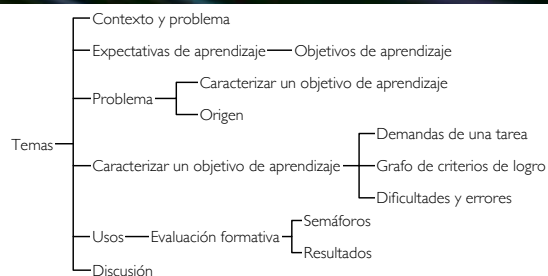 Temas
Contexto y problema
Expectativas de aprendizaje
Objetivos de aprendizaje
Problema
Caracterizar un objetivo de aprendizaje
Origen
Caracterizar un objetivo de aprendizaje
Demandas de una tarea
Grafo de criterios de logro
Dificultades y errores
Usos
Evaluación formativa
Semáforos
Resultados
Discusión